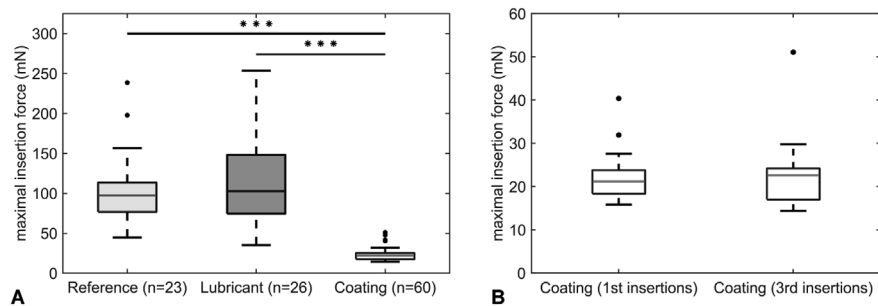 * * *
* * *
maximal insertion force (mN)
300
250
200
150
100
50
0
Reference (n=23) Lubricant (n=26) Coating (n=60)
A
maximal insertion force (mN)
60
50
40
30
20
10
0
Coating (1st insertions) Coating (3rd insertions)
B